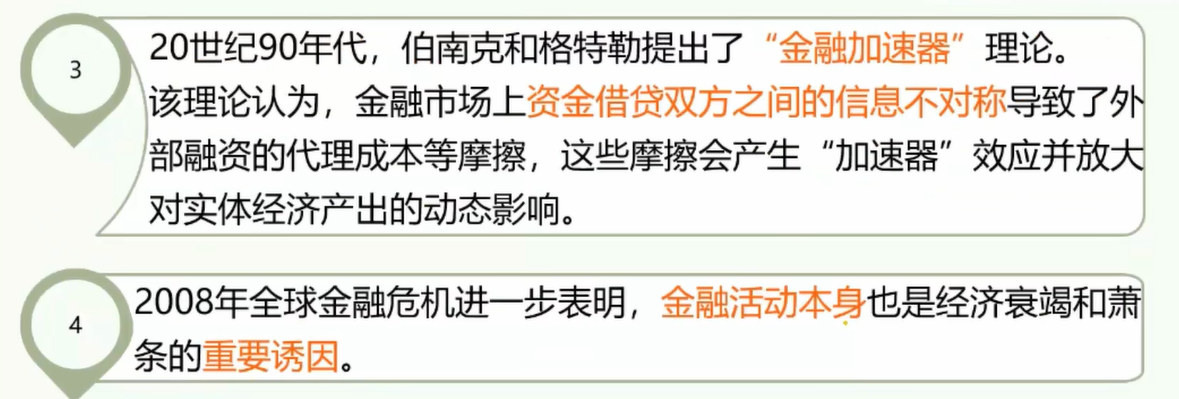 3
20世纪90年代，伯南克和格特勒提出了“金融加速器”理论。
该理论认为，金融市场上资金借贷双方之间的信息不对称导致了外
部融资的代理成本等摩擦，这些摩擦会产生“加速器”效应并放大
对实体经济产出的动态影响。
4
2008年全球金融危机进一步表明，金融活动本身也是经济衰竭和萧
条的重要诱因。